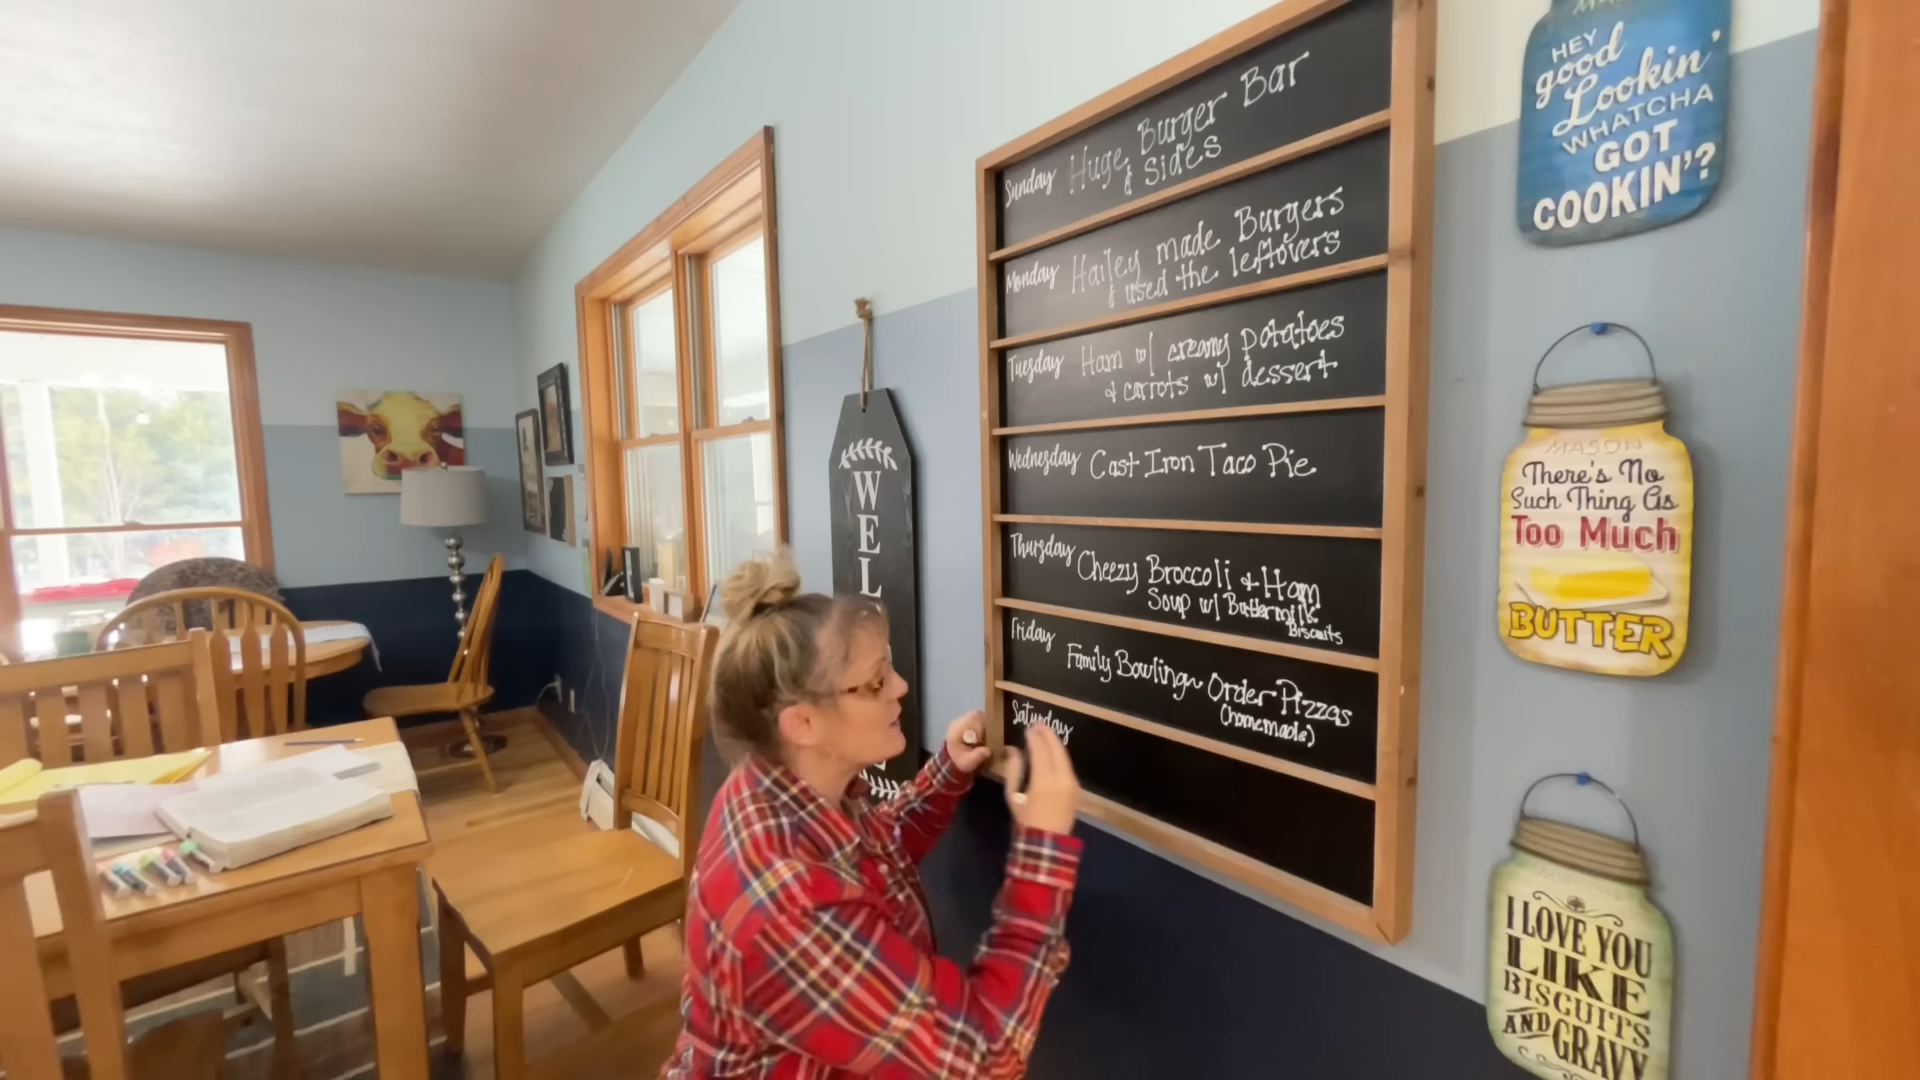 Sunday Huge Burger Bar
& Sides
Monday Hailey made Burgers
& used the leftovers
Tuesday Ham w/ creamy potatoes
& carrots w/ dessert
Wednesday Cast Iron Taco Pie
Thursday Cheezy Broccoli & Ham
Soup w/ Buttermilk
Biscuits
Friday Family Bowling Order Pizzas
(homemade)
Saturday
WEL
HEY
good
Lookin'
WHATCHA
GOT
COOKIN'?
MASON
There's No
Such Thing As
Too Much
BUTTER
I LOVE YOU
LIKE
BISCUITS
AND GRAVY